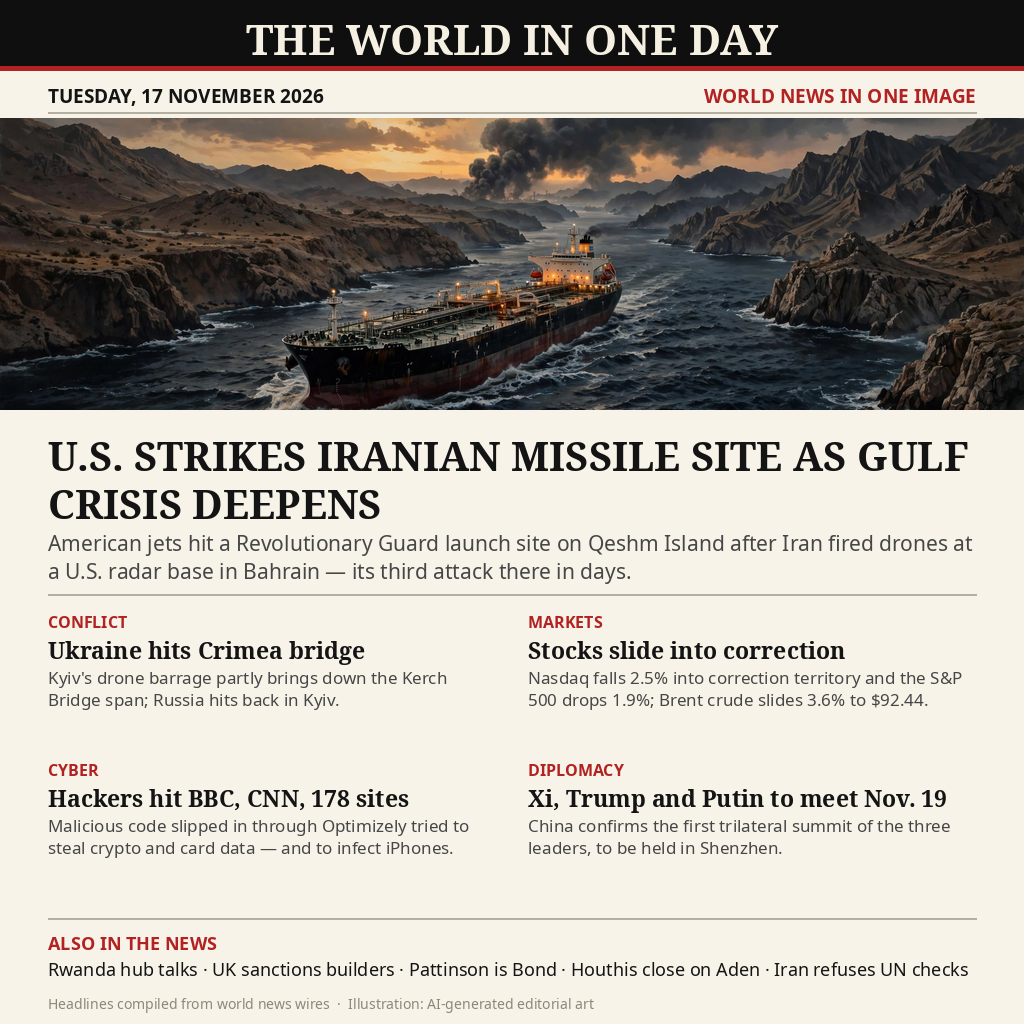 THE WORLD IN ONE DAY
TUESDAY, 17 NOVEMBER 2026
WORLD NEWS IN ONE IMAGE
U.S. STRIKES IRANIAN MISSILE SITE AS GULF
CRISIS DEEPENS
American jets hit a Revolutionary Guard launch site on Qeshm Island after Iran fired drones at
a U.S. radar base in Bahrain — its third attack there in days.
CONFLICT
Ukraine hits Crimea bridge
Kyiv's drone barrage partly brings down the Kerch
Bridge span; Russia hits back in Kyiv.
MARKETS
Stocks slide into correction
Nasdaq falls 2.5% into correction territory and the S&P
500 drops 1.9%; Brent crude slides 3.6% to $92.44.
CYBER
Hackers hit BBC, CNN, 178 sites
Malicious code slipped in through Optimizely tried to
steal crypto and card data — and to infect iPhones.
DIPLOMACY
Xi, Trump and Putin to meet Nov. 19
China confirms the first trilateral summit of the three
leaders, to be held in Shenzhen.
ALSO IN THE NEWS
Rwanda hub talks · UK sanctions builders · Pattinson is Bond · Houthis close on Aden · Iran refuses UN checks
Headlines compiled from world news wires · Illustration: AI-generated editorial art